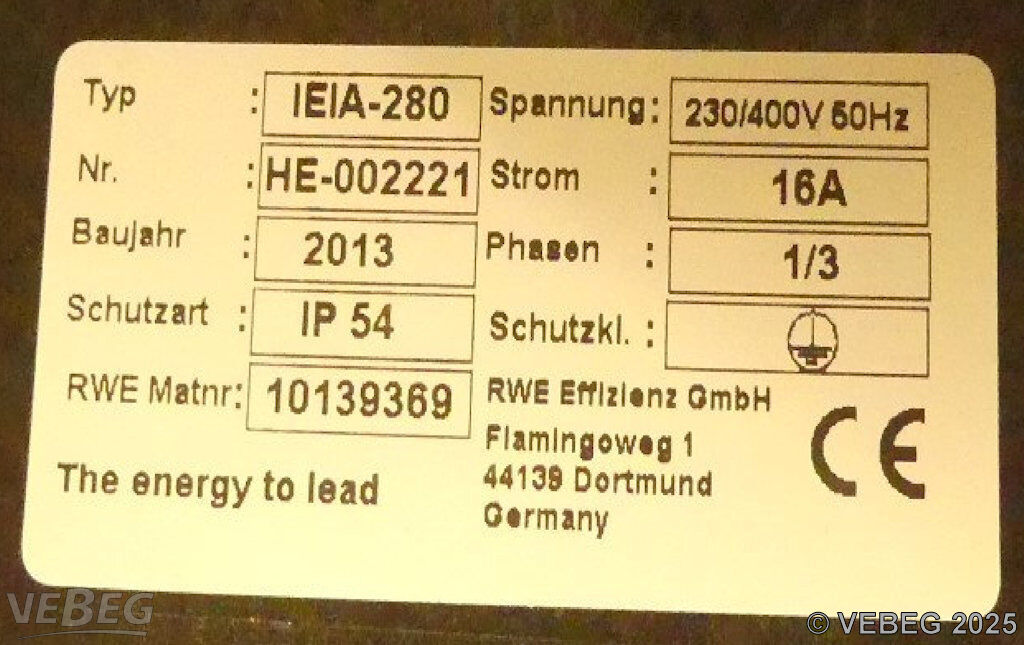 Typ : IEIA-280 Spannung: 230/400V 50Hz
Nr. : HE-002221 Strom : 16A
Baujahr : 2013 Phasen : 1/3
Schutzart : IP 54 Schutzkl. :
RWE Matnr: 10139369 RWE Effizienz GmbH
Flamingoweg 1
44139 Dortmund
Germany
CE
The energy to lead
VEBEG
© VEBEG 2025